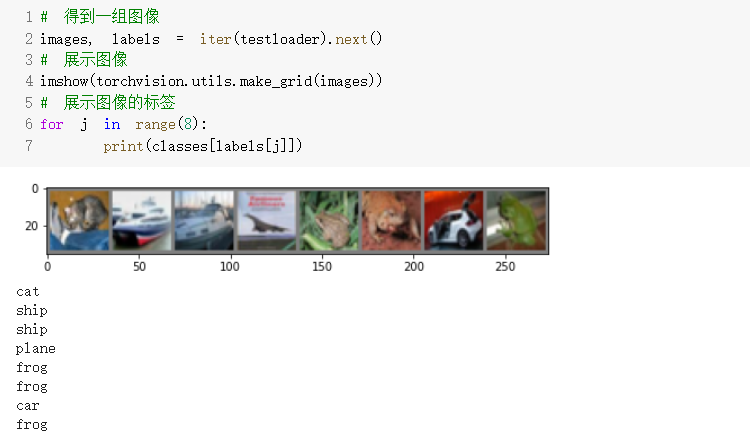 1 #  得到一组图像
2 images, labels = iter(testloader).next()
3 #  展示图像
4 imshow(torchvision.utils.make_grid(images))
5 #  展示图像的标签
6 for j in range(8):
7         print(classes[labels[j]])
0
20
0 50 100 150 200 250
cat
ship
ship
plane
frog
frog
car
frog